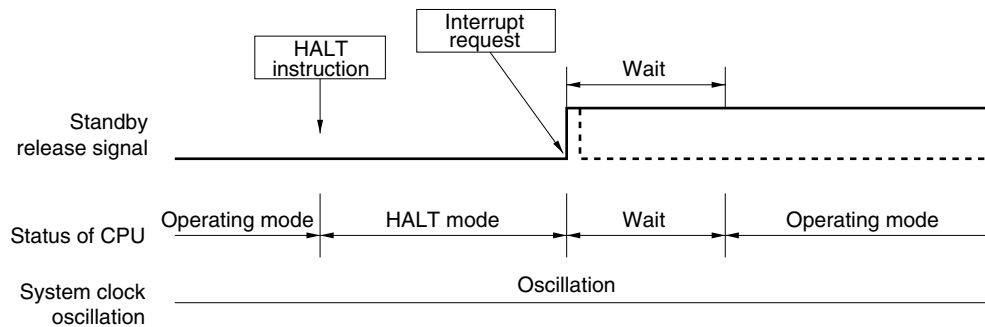 Interrupt
request
HALT
instruction
Wait
Standby
release signal
Operating mode
HALT mode
Wait
Operating mode
Status of CPU
Oscillation
System clock
oscillation